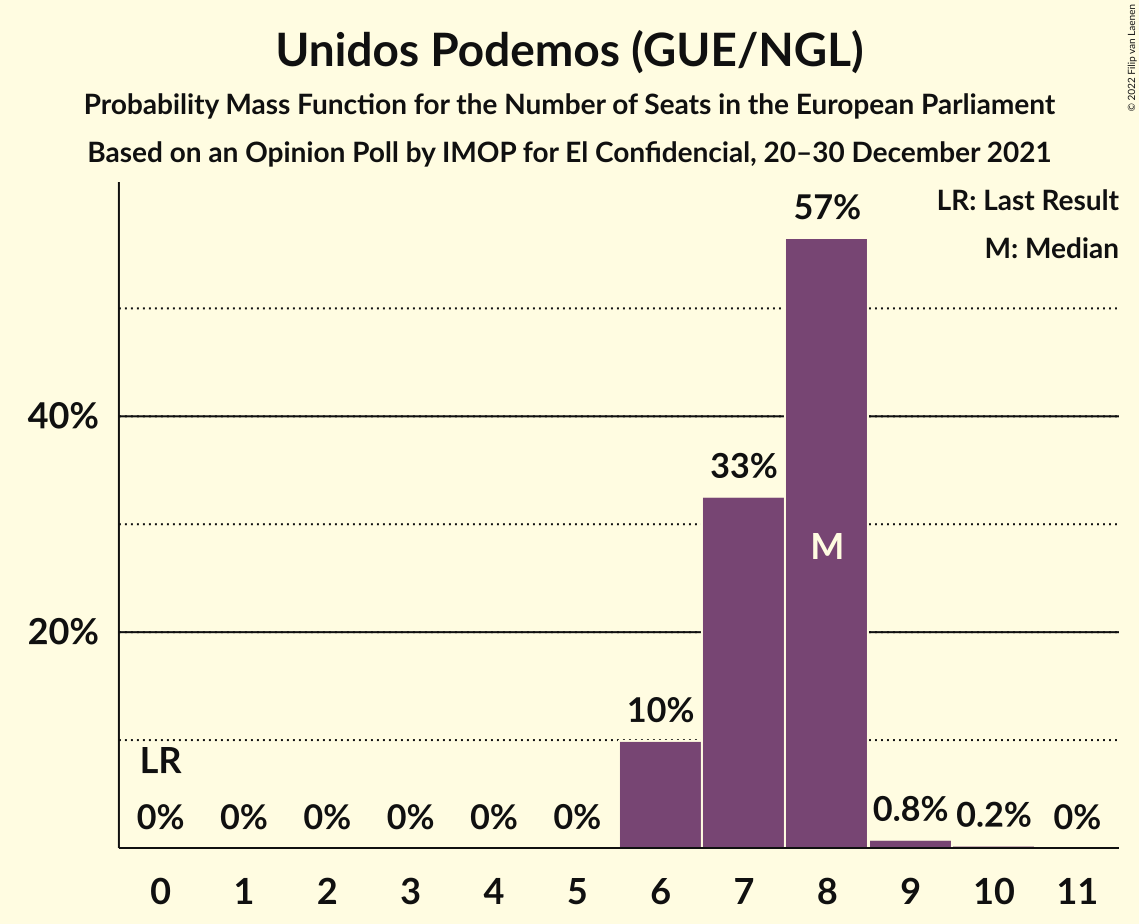 Unidos Podemos (GUE/NGL)
Probability Mass Function for the Number of Seats in the European Parliament
Based on an Opinion Poll by IMOP for El Confidencial, 20–30 December 2021
© 2022 Filip van Laenen
LR: Last Result
M: Median
57%
40%
33%
M
20%
10%
LR
0% 0% 0% 0% 0% 0% 0.8% 0.2% 0%
0 1 2 3 4 5 6 7 8 9 10 11